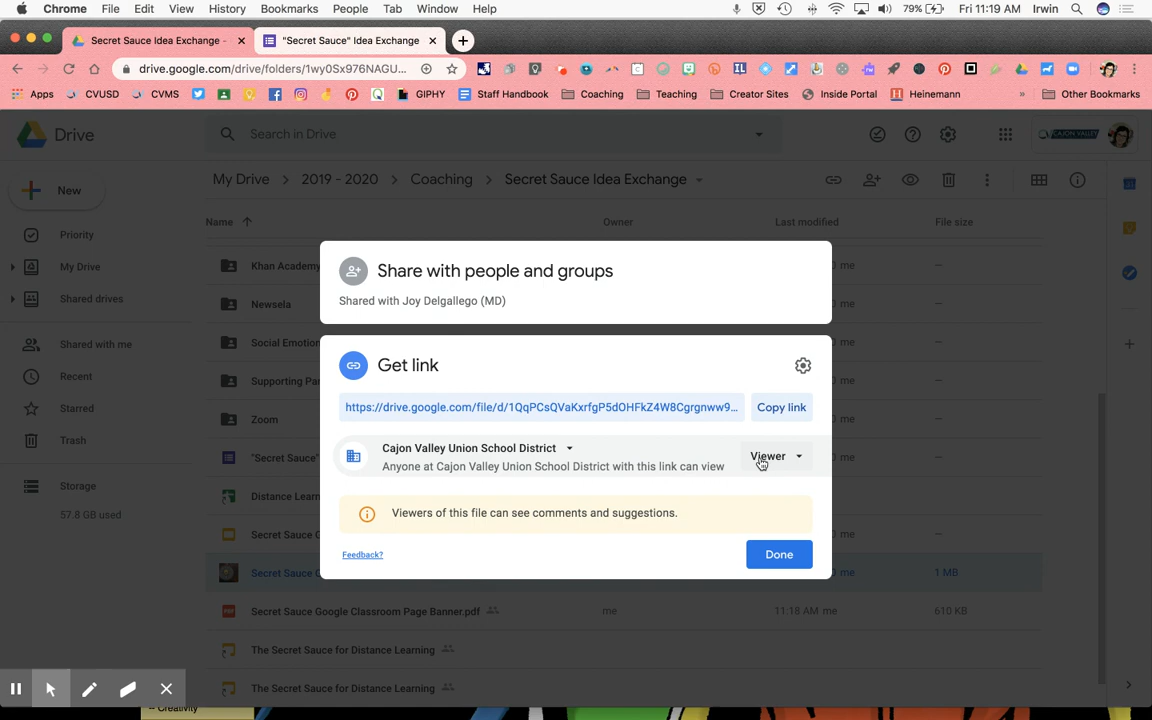 File Edit View History Bookmarks People Tab Window Help 79% Fri 11:19 AM Irwin
Secret Sauce Idea Exchange - "Secret Sauce" Idea Exchange
drive.google.com/drive/folders/1wy0Sx976NAGU...
Apps CVUSD CVMS GIPHY Staff Handbook Coaching Teaching Creator Sites Inside Portal Heinemann » Other Bookmarks
Drive Search in Drive CAJON VALLEY
New My Drive > 2019 - 2020 > Coaching > Secret Sauce Idea Exchange
Name Owner Last modified File size
Priority
My Drive
Shared drives
Shared with me
Recent
Starred
Trash
Storage
57.8 GB used
Khan Academy me –
Newsela me –
Social Emotion me –
Supporting Par me –
Zoom me –
"Secret Sauce"
Distance Learn
Secret Sauce G me –
Secret Sauce me 1 MB
Secret Sauce Google Classroom Page Banner.pdf me 11:18 AM me 610 KB
The Secret Sauce for Distance Learning
The Secret Sauce for Distance Learning
Share with people and groups
Shared with Joy Delgallego (MD)
Get link
https://drive.google.com/file/d/1QqPCsQVaKxrfgP5dOHFkZ4W8Cgrgnww9... Copy link
Cajon Valley Union School District
Anyone at Cajon Valley Union School District with this link can view
Viewer
Viewers of this file can see comments and suggestions.
Feedback? Done
– Creativity